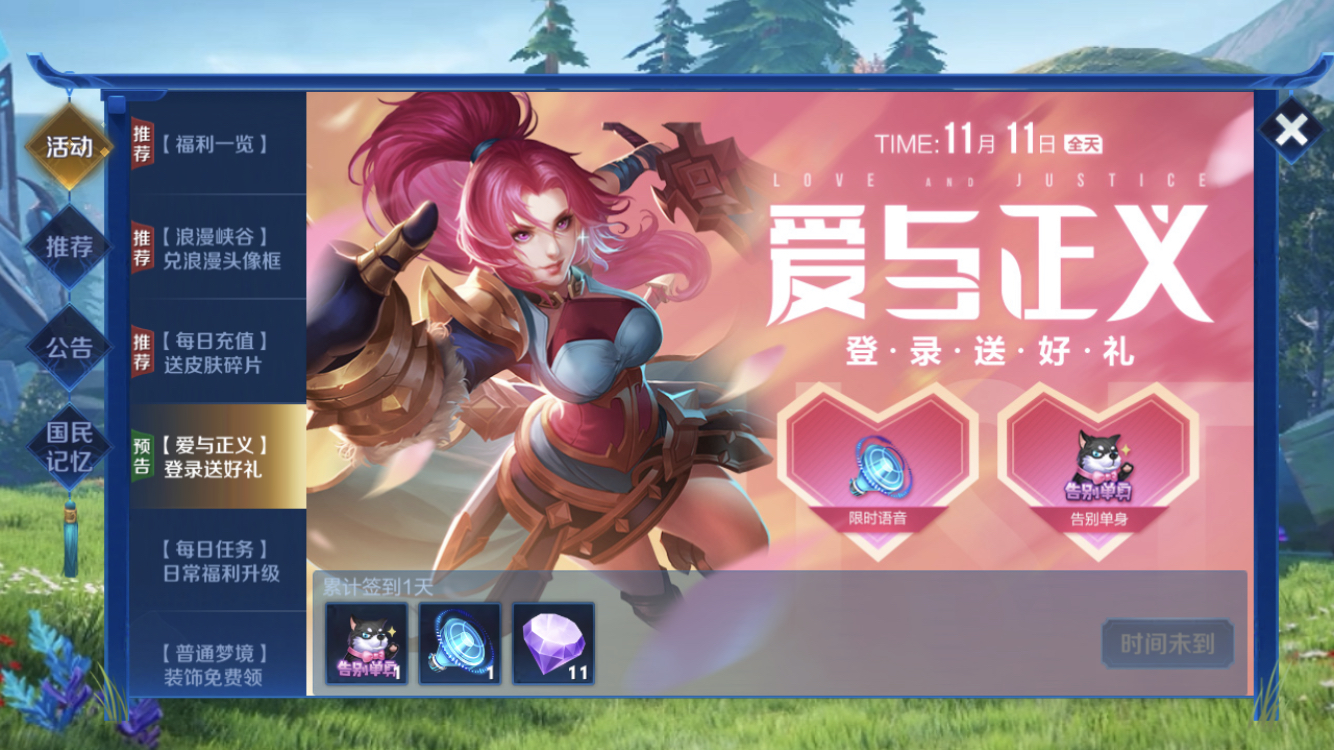 活动
推荐
公告
国民
记忆
推荐
【福利一览】
推荐
【浪漫峡谷】
兑浪漫头像框
推荐
【每日充值】
送皮肤碎片
预告
【爱与正义】
登录送好礼
【每日任务】
日常福利升级
【普通梦境】
装饰免费领
TIME:11月11日 全天
LOVE AND JUSTICE
爱与正义
登·录·送·好·礼
限时语音
告别单身
告别单身
累计签到1天
告别单身 1
1
11
时间未到